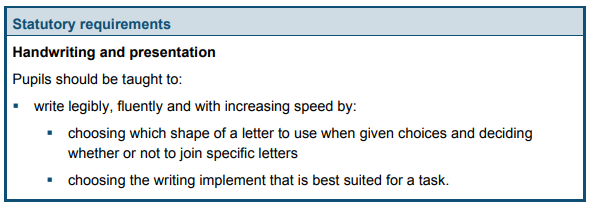 Statutory requirements
Handwriting and presentation
Pupils should be taught to:
▪ write legibly, fluently and with increasing speed by:
▪ choosing which shape of a letter to use when given choices and deciding
whether or not to join specific letters
▪ choosing the writing implement that is best suited for a task.